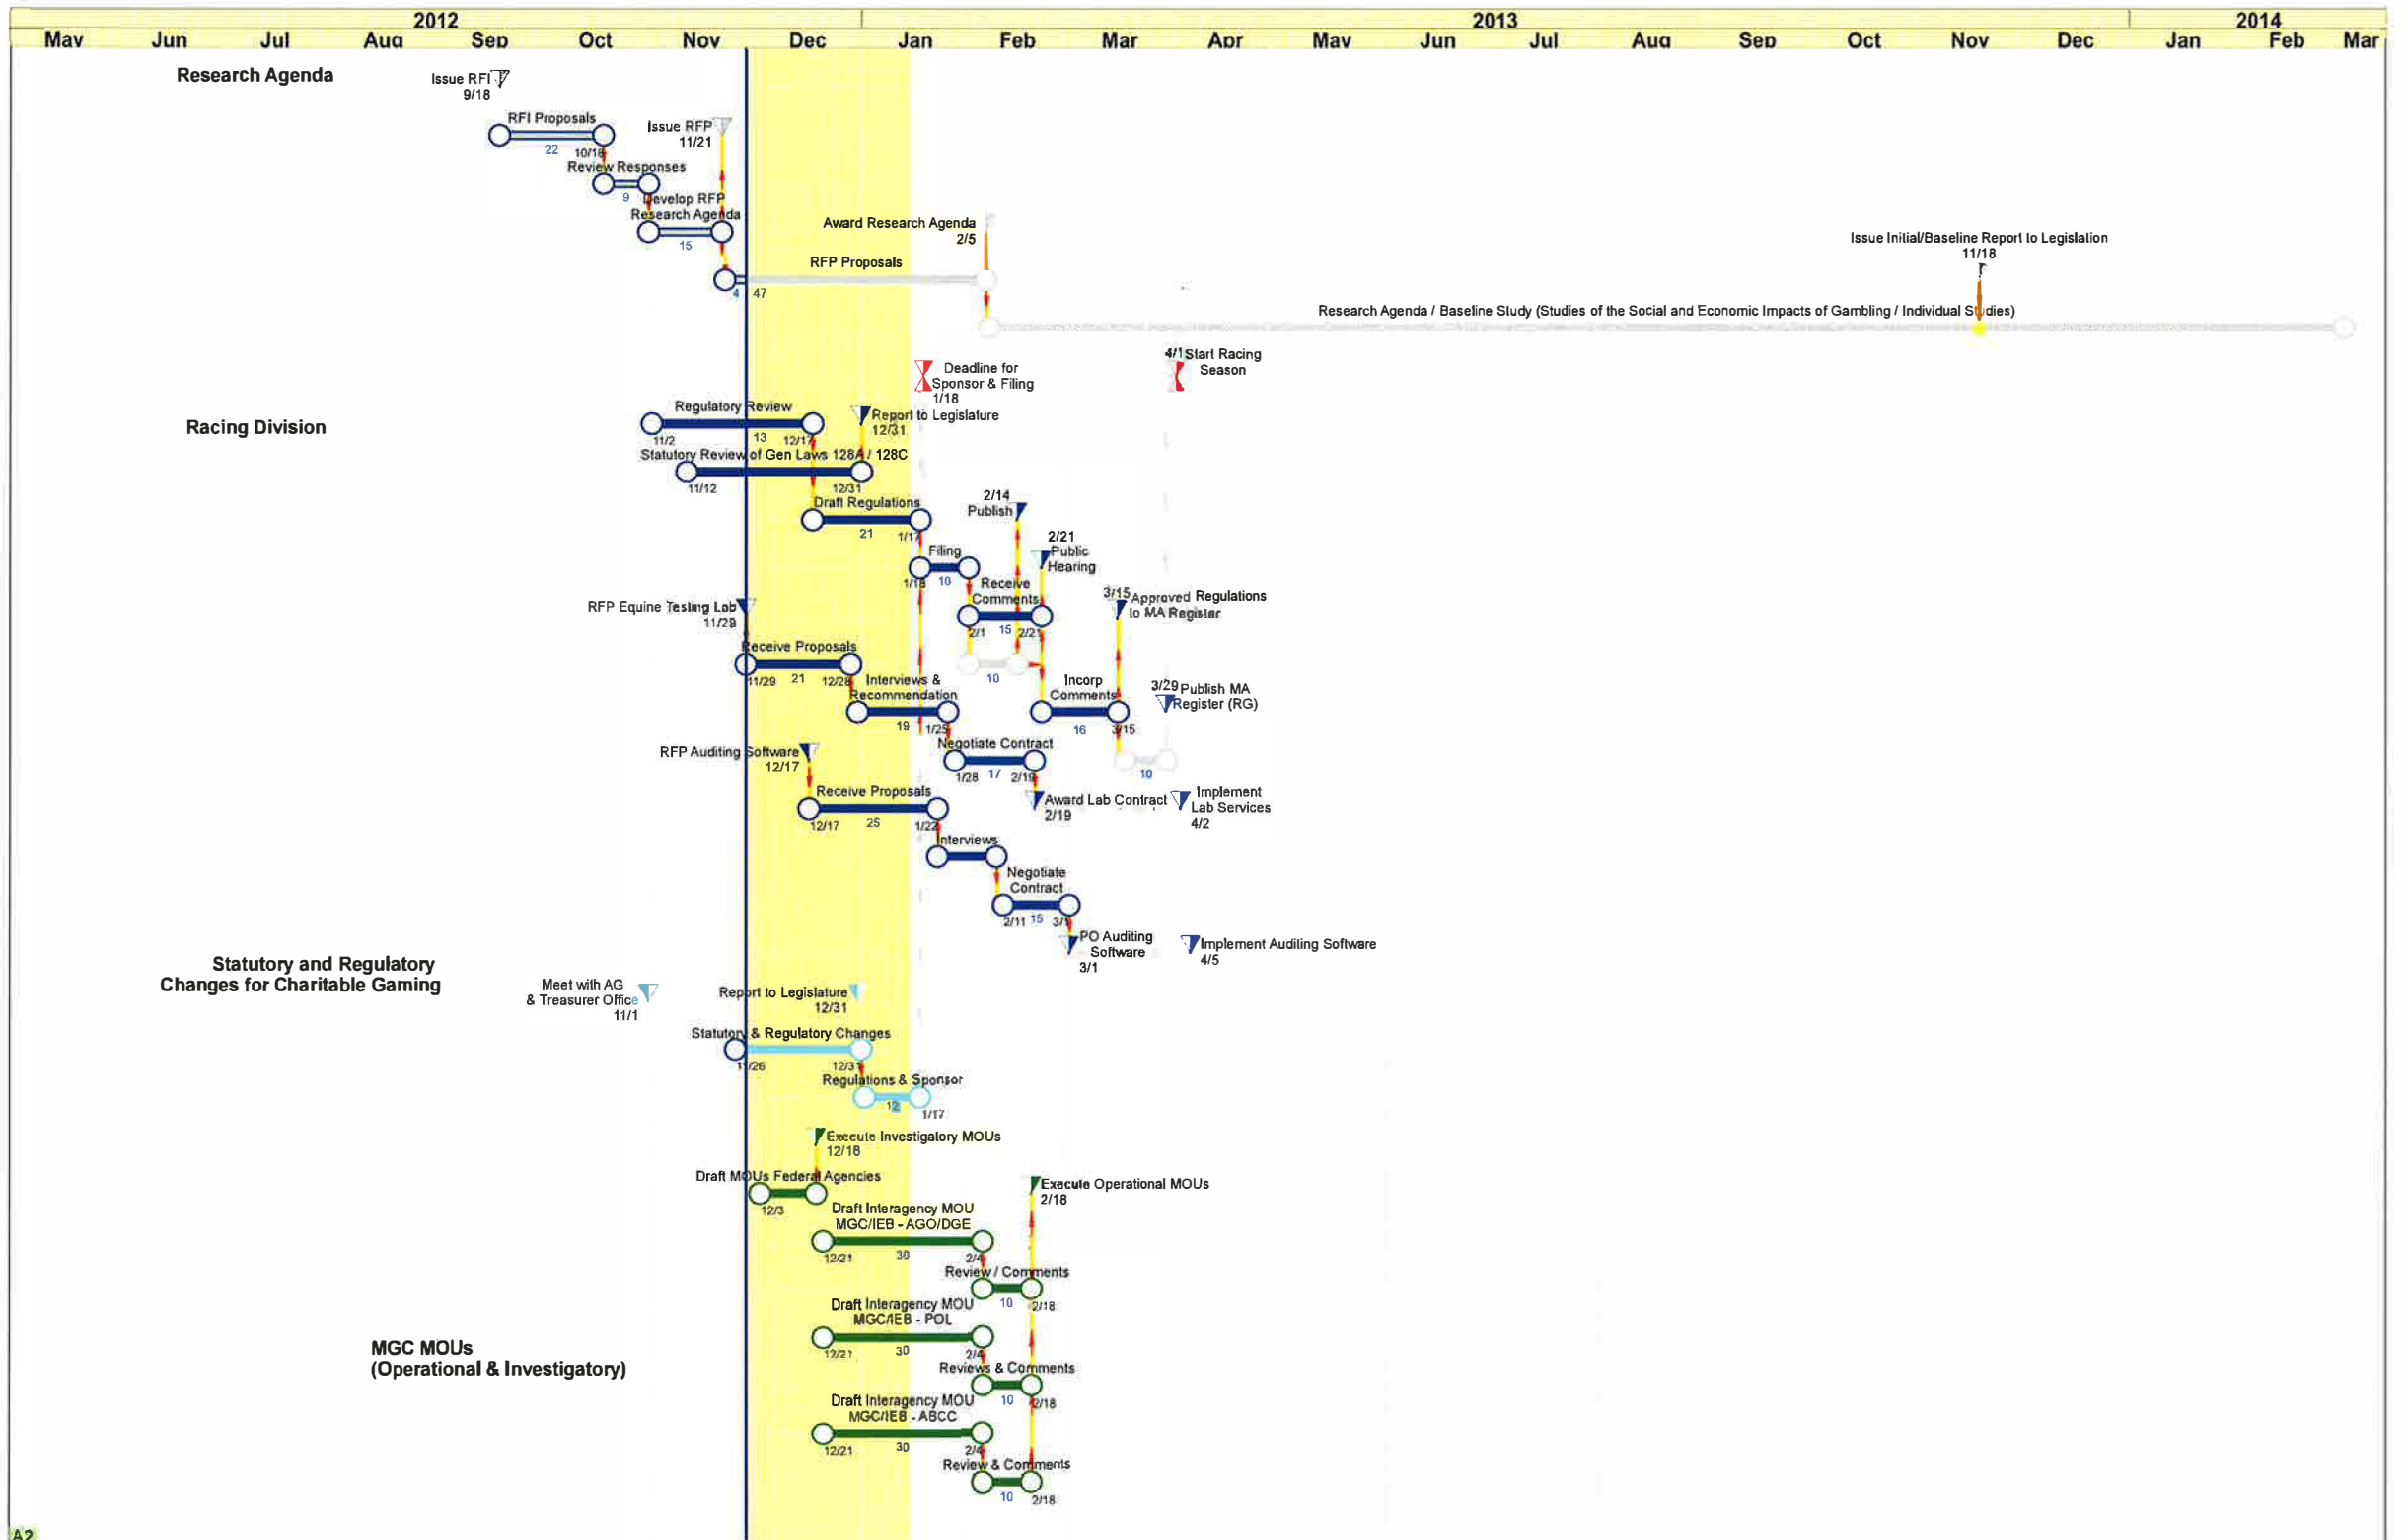 2012 2013 2014
May Jun Jul Aug Sep Oct Nov Dec Jan Feb Mar Apr May Jun Jul Aug Sep Oct Nov Dec Jan Feb Mar
Research Agenda
Issue RFI
9/18
RFI Proposals
22
10/18
Issue RFP
11/21
Review Responses
9
Develop RFP
Research Agenda
15
Award Research Agenda
2/5
RFP Proposals
4 47
Issue Initial/Baseline Report to Legislation
11/18
Research Agenda / Baseline Study (Studies of the Social and Economic Impacts of Gambling / Individual Studies)
Deadline for
Sponsor & Filing
1/18
4/1 Start Racing
Season
Racing Division
Regulatory Review
11/2 13 12/17
Report to Legislature
12/31
Statutory Review of Gen Laws 128A / 128C
11/12 12/31
Draft Regulations
21 1/17
2/14
Publish
Filing
1/18 10
2/21
Public
Hearing
Receive
Comments
2/1 15 2/21
10
3/15 Approved Regulations
to MA Register
RFP Equine Testing Lab
11/29
Receive Proposals
11/29 21 12/28
Interviews &
Recommendation
19 1/25
Incorp
Comments
16 3/15
3/29 Publish MA
Register (RG)
10
Negotiate Contract
1/28 17 2/19
RFP Auditing Software
12/17
Receive Proposals
12/17 25 1/22
Award Lab Contract
2/19
Implement
Lab Services
4/2
Interviews
Negotiate
Contract
2/11 15 3/1
PO Auditing
Software
3/1
Implement Auditing Software
4/5
Statutory and Regulatory
Changes for Charitable Gaming
Meet with AG
& Treasurer Office
11/1
Report to Legislature
12/31
Statutory & Regulatory Changes
11/26 12/31
Regulations & Sponsor
12 1/17
Execute Investigatory MOUs
12/18
Draft MOUs Federal Agencies
12/3
Execute Operational MOUs
2/18
Draft Interagency MOU
MGC/IEB - AGO/DGE
12/21 30 2/4
Review / Comments
10 2/18
Draft Interagency MOU
MGC/IEB - POL
12/21 30 2/4
Reviews & Comments
10 2/18
MGC MOUs
(Operational & Investigatory)
Draft Interagency MOU
MGC/IEB - ABCC
12/21 30 2/4
Review & Comments
10 2/18
A2